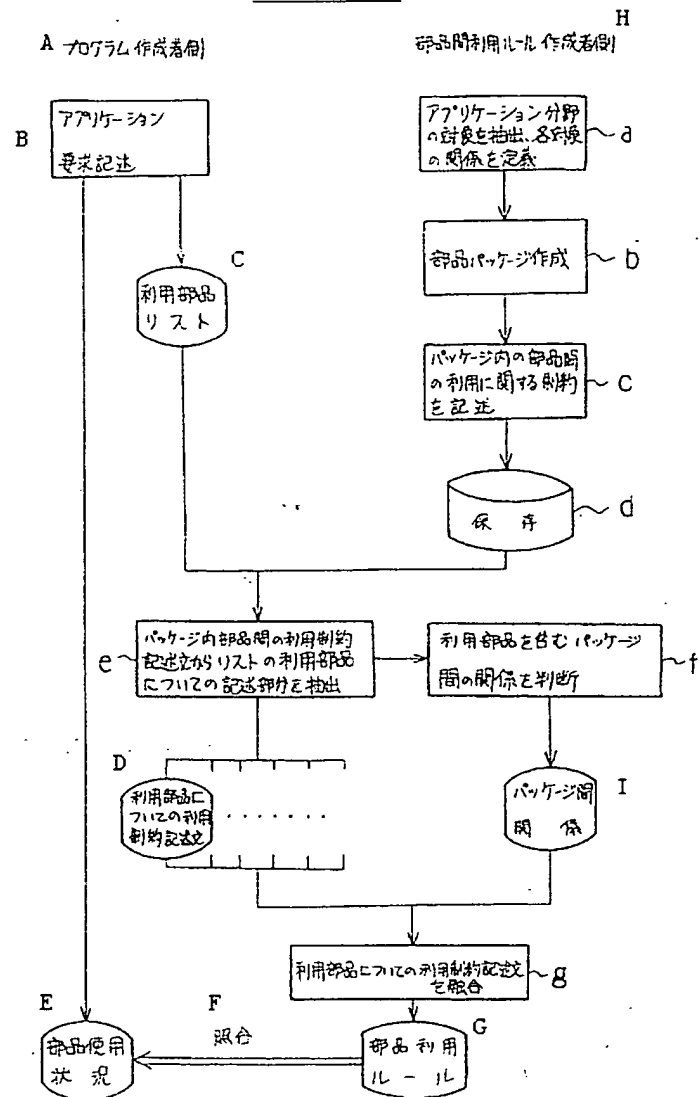 H
A プログラム作成者側
部品間利用ルール作成者側
B
アプリケーション
要求記述
アプリケーション分野
の対象を抽出、各対象
の関係を定義
a
C
利用部品
リスト
部品パッケージ作成
b
パッケージ内の部品間
の利用に関する制約
を記述
c
保存
d
e
パッケージ内部品間の利用制約
記述文からリストの利用部品
についての記述部分を抽出
利用部品を含むパッケージ
間の関係を判断
f
D
利用部品に
ついての利用
制約記述文
.......
パッケージ間
関係
I
利用部品についての利用制約記述文
を融合
g
E
部品使用
状況
F
照合
G
部品利用
ルール